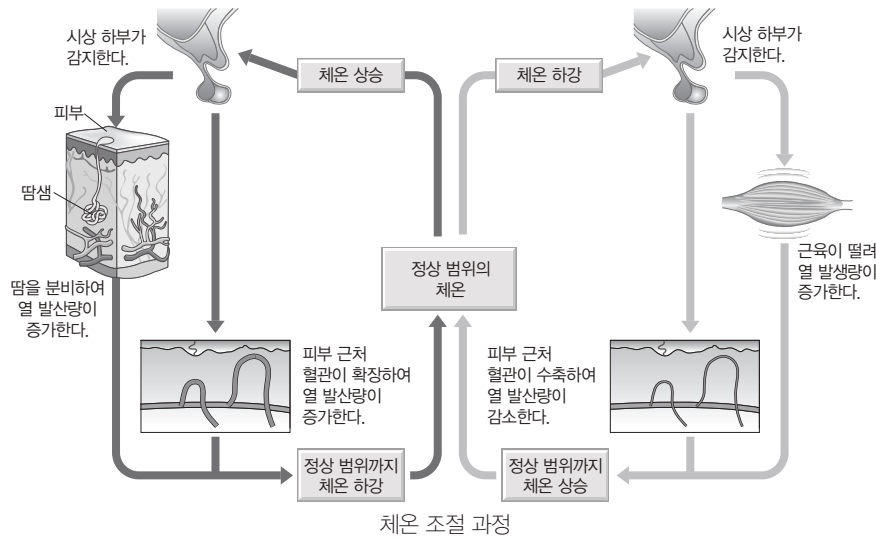 시상 하부가
감지한다.
체온 상승
체온 하강
시상 하부가
감지한다.
피부
땀샘
땀을 분비하여
열 발산량이
증가한다.
정상 범위의
체온
근육이 떨려
열 발생량이
증가한다.
피부 근처
혈관이 확장하여
열 발산량이
증가한다.
피부 근처
혈관이 수축하여
열 발산량이
감소한다.
정상 범위까지
체온 하강
정상 범위까지
체온 상승
체온 조절 과정